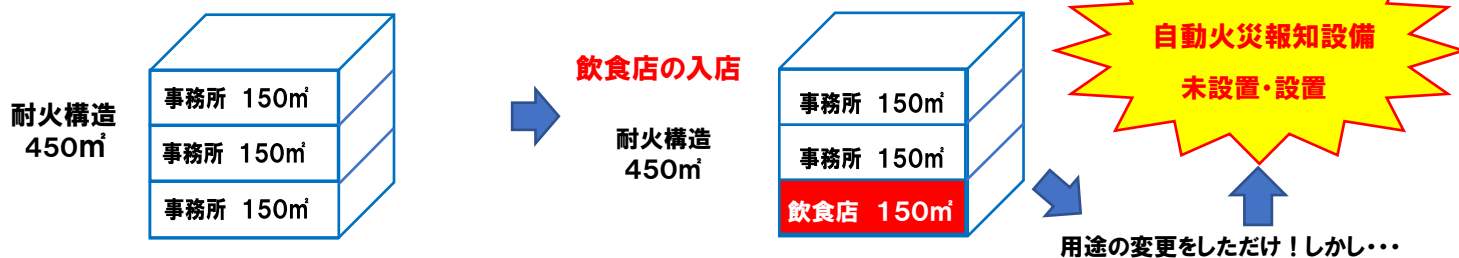 耐火構造
450㎡
事務所 150㎡
事務所 150㎡
事務所 150㎡
飲食店の入店
耐火構造
450㎡
事務所 150㎡
事務所 150㎡
飲食店 150㎡
自動火災報知設備
未設置・設置
用途の変更をしただけ！しかし・・・